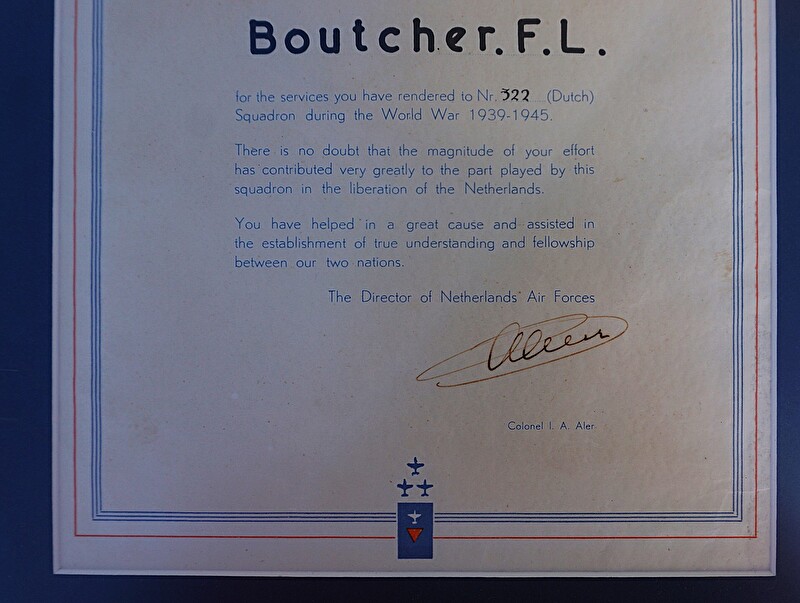 Boutcher. F. L.
for the services you have rendered to Nr. 322 (Dutch)
Squadron during the World War 1939-1945.
There is no doubt that the magnitude of your effort
has contributed very greatly to the part played by this
squadron in the liberation of the Netherlands.
You have helped in a great cause and assisted in
the establishment of true understanding and fellowship
between our two nations.
The Director of Netherlands' Air Forces
Aler
Colonel I. A. Aler